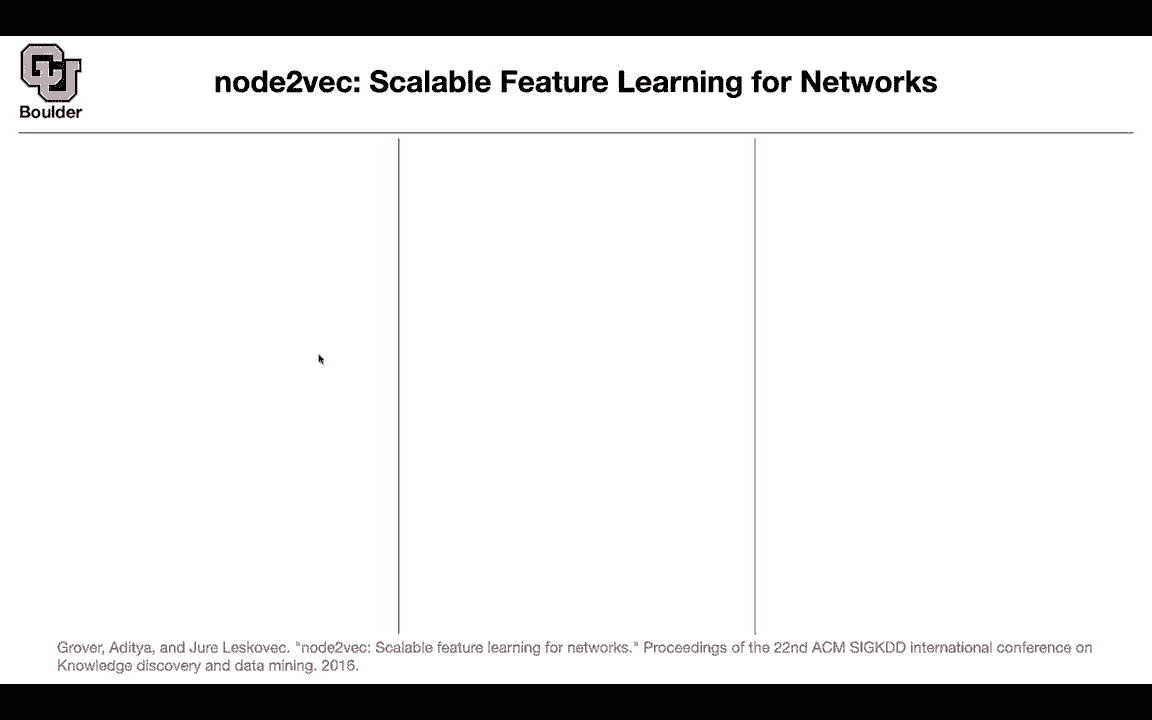 CU
Boulder
node2vec: Scalable Feature Learning for Networks
Grover, Aditya, and Jure Leskovec. "node2vec: Scalable feature learning for networks." Proceedings of the 22nd ACM SIGKDD international conference on
Knowledge discovery and data mining. 2016.